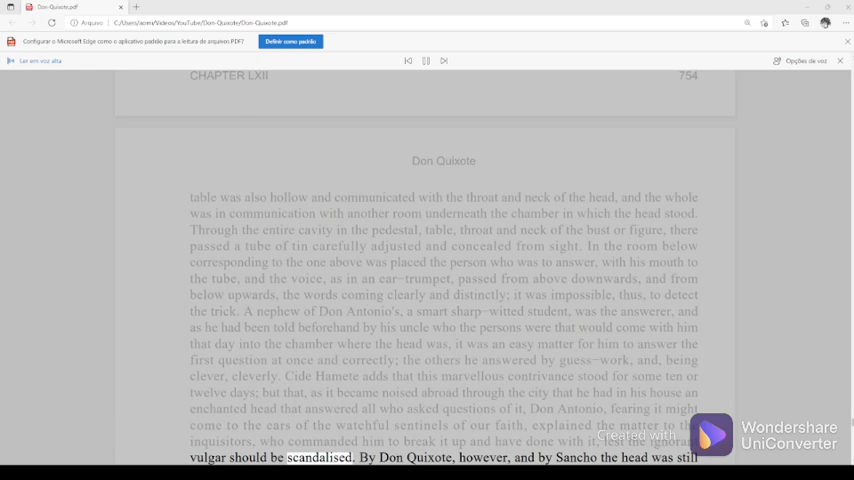 Don-Quixote.pdf
Arquivo C:/Users/acmn/Videos/YouTube/Don-Quixote/Don-Quixote.pdf
Configurar o Microsoft Edge como o aplicativo padrão para a leitura de arquivos PDF? Definir como padrão
Ler em voz alta Opções de voz
CHAPTER LXII 754
Don Quixote
table was also hollow and communicated with the throat and neck of the head, and the whole
was in communication with another room underneath the chamber in which the head stood.
Through the entire cavity in the pedestal, table, throat and neck of the bust or figure, there
passed a tube of tin carefully adjusted and concealed from sight. In the room below
corresponding to the one above was placed the person who was to answer, with his mouth to
the tube, and the voice, as in an ear−trumpet, passed from above downwards, and from
below upwards, the words coming clearly and distinctly; it was impossible, thus, to detect
the trick. A nephew of Don Antonio's, a smart sharp−witted student, was the answerer, and
as he had been told beforehand by his uncle who the persons were that would come with him
that day into the chamber where the head was, it was an easy matter for him to answer the
first question at once and correctly; the others he answered by guess−work, and, being
clever, cleverly. Cide Hamete adds that this marvellous contrivance stood for some ten or
twelve days; but that, as it became noised abroad through the city that he had in his house an
enchanted head that answered all who asked questions of it, Don Antonio, fearing it might
come to the ears of the watchful sentinels of our faith, explained the matter to the
inquisitors, who commanded him to break it up and have done with it, lest the ignorant
vulgar should be scandalised. By Don Quixote, however, and by Sancho the head was still
Created with
Wondershare
UniConverter